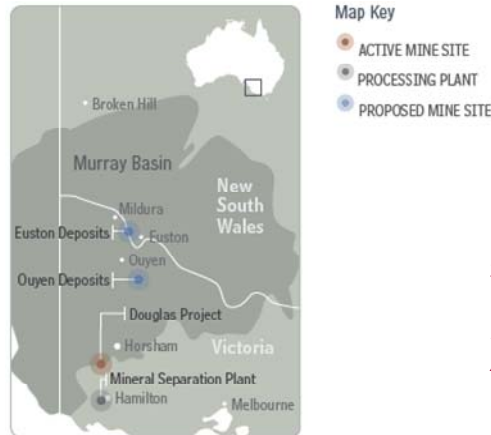 Map Key
ACTIVE MINE SITE
PROCESSING PLANT
PROPOSED MINE SITE
Broken Hill
Murray Basin
New
South
Wales
Mildura
Euston Deposits
Euston
Ouyen
Ouyen Deposits
Douglas Project
Horsham
Victoria
Mineral Separation Plant
Hamilton
Melbourne